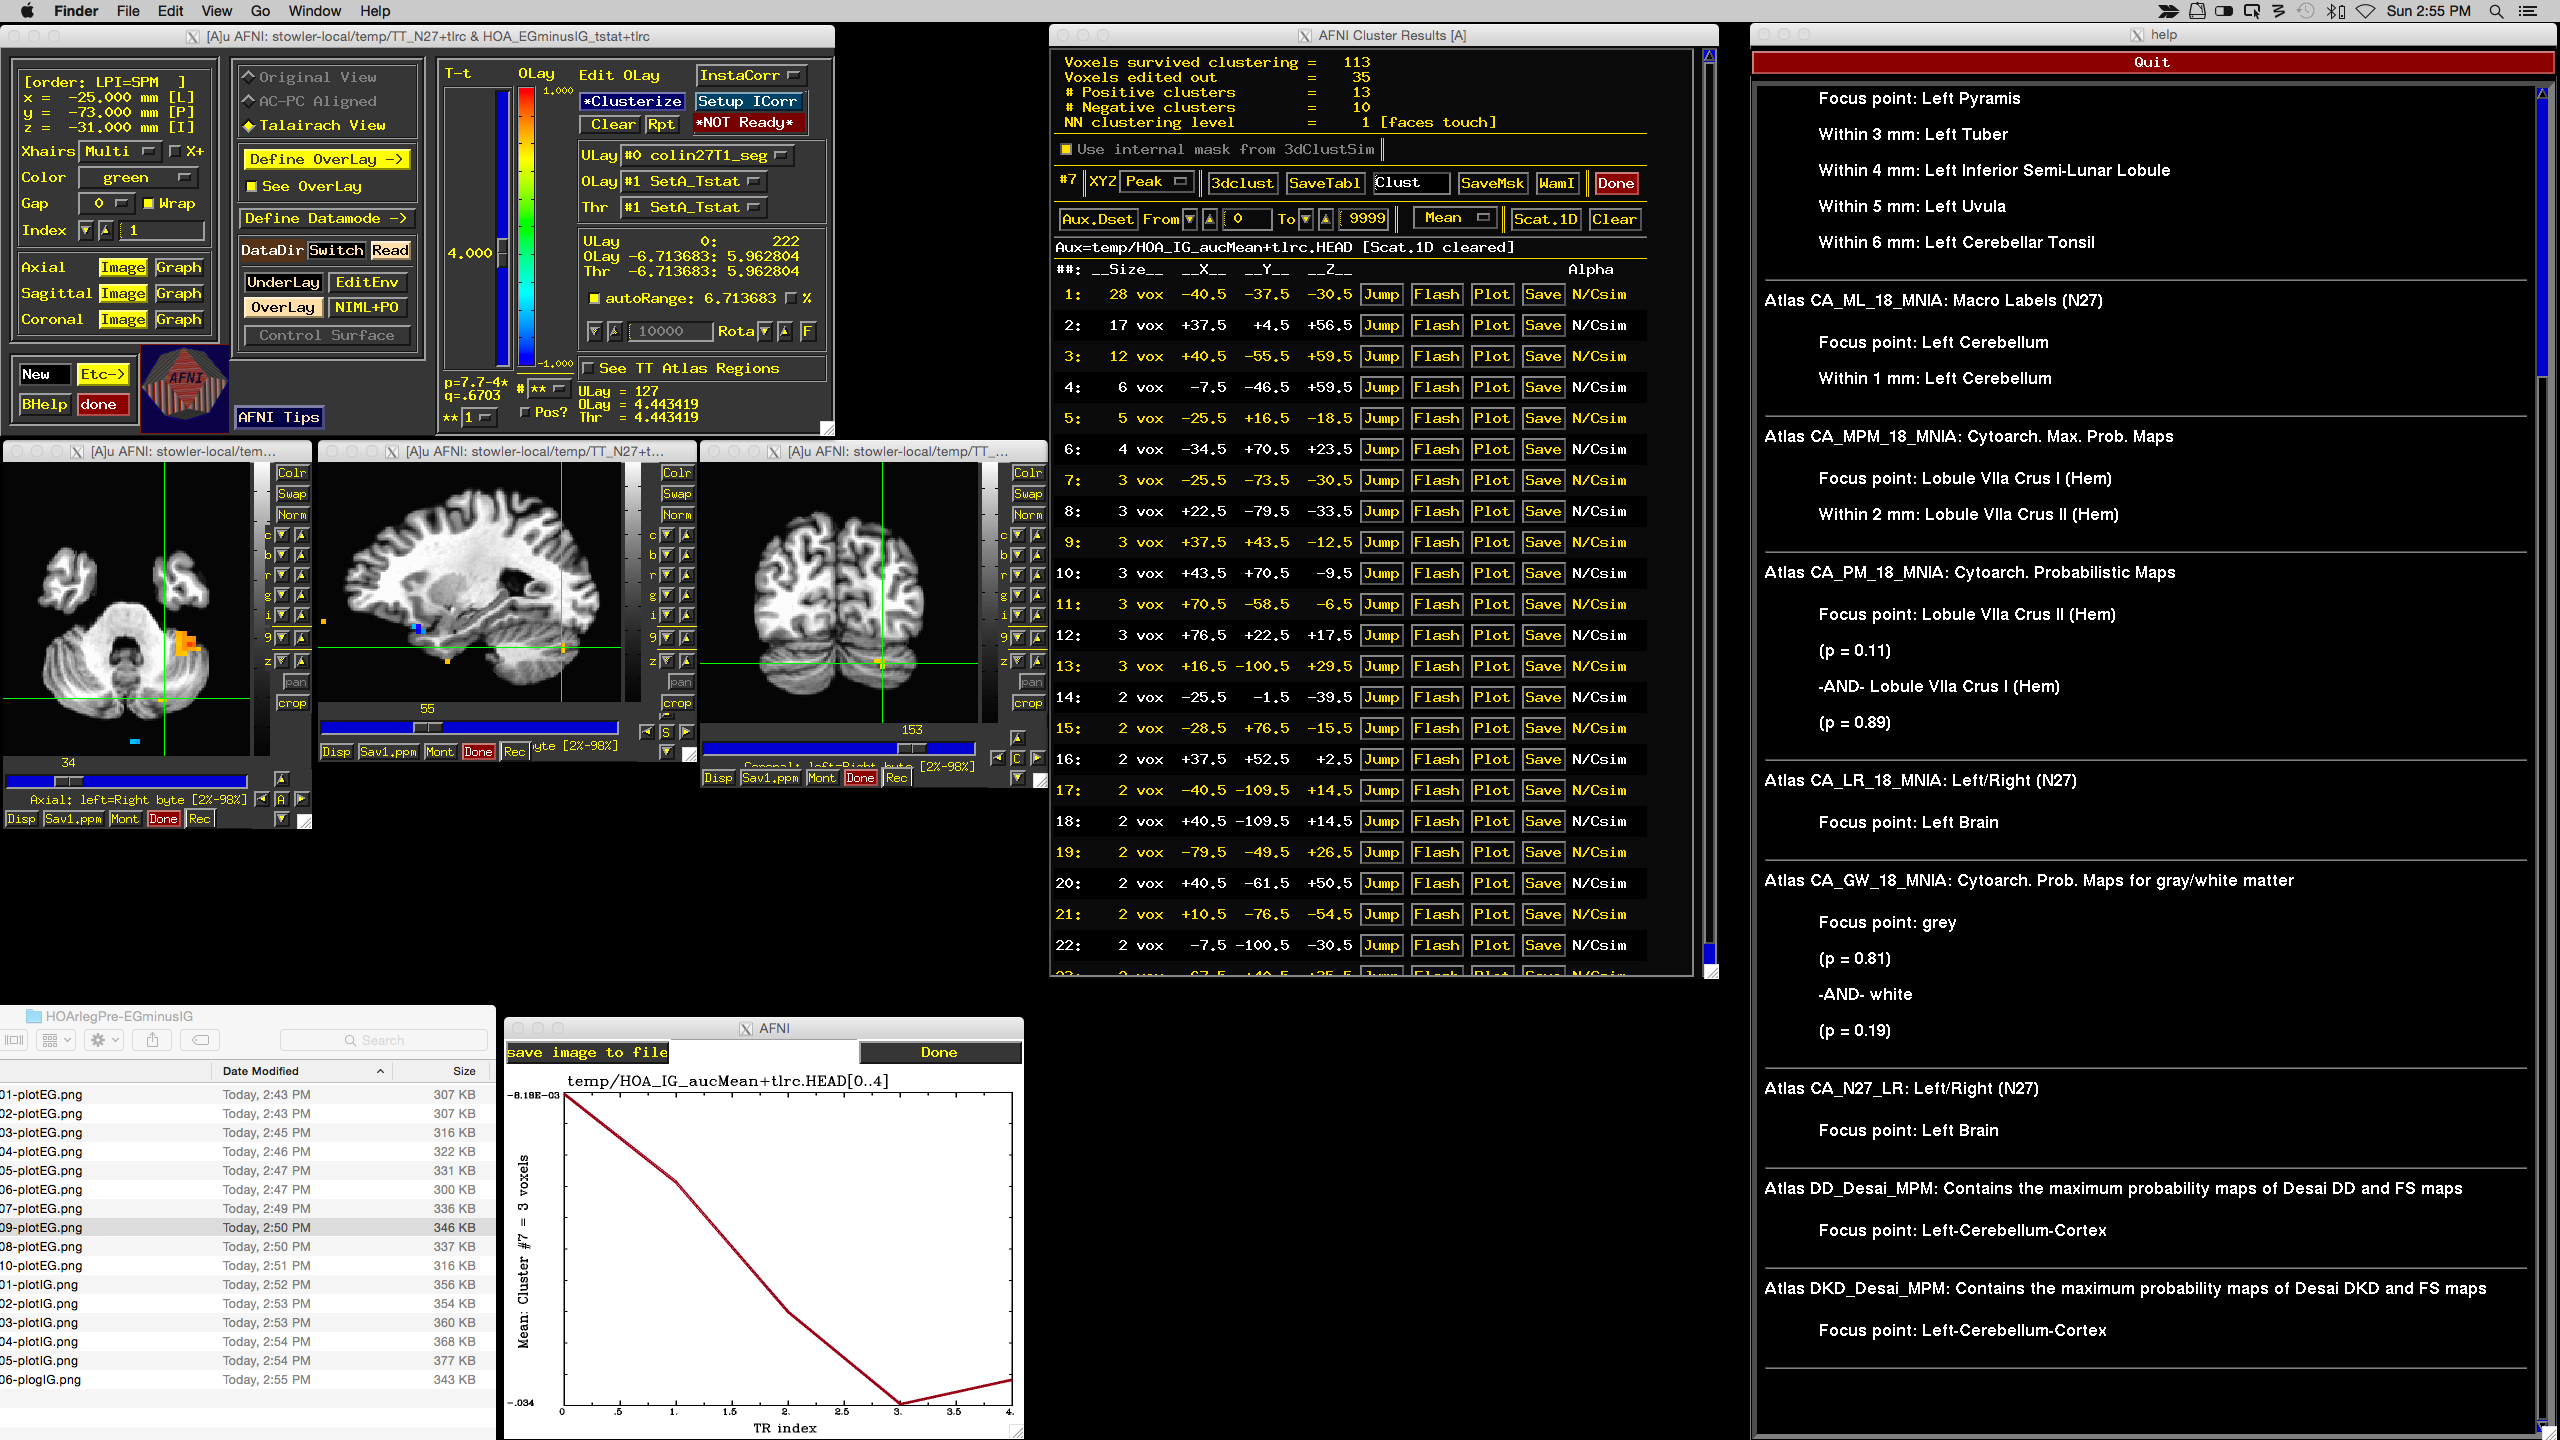 Finder File Edit View Go Window Help
Sun 2:55 PM
[A]u AFNI: stowler-local/temp/TT_N27+tlrc & HOA_EGminusIG_tstat+tlrc
[order: LPI=SPM ]
x = -25.000 mm [L]
y = -73.000 mm [P]
z = -31.000 mm [I]
Xhairs Multi X+
Color green
Gap 0 Wrap
Index 1
Axial Image Graph
Sagittal Image Graph
Coronal Image Graph
New Etc->
BHelp done
AFNI
Original View
AC-PC Aligned
Talairach View
Define OverLay ->
See OverLay
Define Datamode ->
DataDir Switch Read
UnderLay EditEnv
OverLay NIML+PO
Control Surface
AFNI Tips
T-t
4.000
p=7.7-4*
q=.6703
** 1
OLay
1.000
-1.000
# **
Pos?
Edit OLay InstaCorr
*Clusterize Setup ICorr
Clear Rpt *NOT Ready*
ULay #0 colin27T1_seg
OLay #1 SetA_Tstat
Thr #1 SetA_Tstat
ULay 0: 222
OLay -6.713683: 5.962804
Thr -6.713683: 5.962804
autoRange: 6.713683 %
10000 Rota F
See TT Atlas Regions
ULay = 127
OLay = 4.443419
Thr = 4.443419
[A]u AFNI: stowler-local/tem...
Colr
Swap
Norm
c
b
r
g
i
9
z
pan
crop
34
Axial: left=Right byte [2%-98%]
A
Disp Sav1.ppm Mont Done Rec
[A]u AFNI: stowler-local/temp/TT_N27+t...
Colr
Swap
Norm
c
b
r
g
i
9
z
pan
crop
55
S
Disp Sav1.ppm Mont Done Rec yte [2%-98%]
[A]u AFNI: stowler-local/temp/TT_...
Colr
Swap
Norm
c
b
r
g
i
9
z
pan
crop
153
Coronal: left=Right byte [2%-98%]
C
Disp Sav1.ppm Mont Done Rec
AFNI Cluster Results [A]
Voxels survived clustering = 113
Voxels edited out = 35
# Positive clusters = 13
# Negative clusters = 10
NN clustering level = 1 [faces touch]
Use internal mask from 3dClustSim
#7 XYZ Peak 3dclust SaveTabl Clust SaveMsk WamI Done
Aux.Dset From 0 To 9999 Mean Scat.1D Clear
Aux=temp/HOA_IG_aucMean+tlrc.HEAD [Scat.1D cleared]
##: __Size__ __X__ __Y__ __Z__ Alpha
1: 28 vox -40.5 -37.5 -30.5 Jump Flash Plot Save N/Csim
2: 17 vox +37.5 +4.5 +56.5 Jump Flash Plot Save N/Csim
3: 12 vox +40.5 -55.5 +59.5 Jump Flash Plot Save N/Csim
4: 6 vox -7.5 -46.5 +59.5 Jump Flash Plot Save N/Csim
5: 5 vox -25.5 +16.5 -18.5 Jump Flash Plot Save N/Csim
6: 4 vox -34.5 +70.5 +23.5 Jump Flash Plot Save N/Csim
7: 3 vox -25.5 -73.5 -30.5 Jump Flash Plot Save N/Csim
8: 3 vox +22.5 -79.5 -33.5 Jump Flash Plot Save N/Csim
9: 3 vox +37.5 +43.5 -12.5 Jump Flash Plot Save N/Csim
10: 3 vox +43.5 +70.5 -9.5 Jump Flash Plot Save N/Csim
11: 3 vox +70.5 -58.5 -6.5 Jump Flash Plot Save N/Csim
12: 3 vox +76.5 +22.5 +17.5 Jump Flash Plot Save N/Csim
13: 3 vox +16.5 -100.5 +29.5 Jump Flash Plot Save N/Csim
14: 2 vox -25.5 -1.5 -39.5 Jump Flash Plot Save N/Csim
15: 2 vox -28.5 +76.5 -15.5 Jump Flash Plot Save N/Csim
16: 2 vox +37.5 +52.5 +2.5 Jump Flash Plot Save N/Csim
17: 2 vox -40.5 -109.5 +14.5 Jump Flash Plot Save N/Csim
18: 2 vox +40.5 -109.5 +14.5 Jump Flash Plot Save N/Csim
19: 2 vox -79.5 -49.5 +26.5 Jump Flash Plot Save N/Csim
20: 2 vox +40.5 -61.5 +50.5 Jump Flash Plot Save N/Csim
21: 2 vox +10.5 -76.5 -54.5 Jump Flash Plot Save N/Csim
22: 2 vox -7.5 -100.5 -30.5 Jump Flash Plot Save N/Csim
help
Quit
Focus point: Left Pyramis
Within 3 mm: Left Tuber
Within 4 mm: Left Inferior Semi-Lunar Lobule
Within 5 mm: Left Uvula
Within 6 mm: Left Cerebellar Tonsil
Atlas CA_ML_18_MNIA: Macro Labels (N27)
Focus point: Left Cerebellum
Within 1 mm: Left Cerebellum
Atlas CA_MPM_18_MNIA: Cytoarch. Max. Prob. Maps
Focus point: Lobule VIIa Crus I (Hem)
Within 2 mm: Lobule VIIa Crus II (Hem)
Atlas CA_PM_18_MNIA: Cytoarch. Probabilistic Maps
Focus point: Lobule VIIa Crus II (Hem)
(p = 0.11)
-AND- Lobule VIIa Crus I (Hem)
(p = 0.89)
Atlas CA_LR_18_MNIA: Left/Right (N27)
Focus point: Left Brain
Atlas CA_GW_18_MNIA: Cytoarch. Prob. Maps for gray/white matter
Focus point: grey
(p = 0.81)
-AND- white
(p = 0.19)
Atlas CA_N27_LR: Left/Right (N27)
Focus point: Left Brain
Atlas DD_Desai_MPM: Contains the maximum probability maps of Desai DD and FS maps
Focus point: Left-Cerebellum-Cortex
Atlas DKD_Desai_MPM: Contains the maximum probability maps of Desai DKD and FS maps
Focus point: Left-Cerebellum-Cortex
HOArlegPre-EGminusIG
Search
Date Modified Size
01-plotEG.png Today, 2:43 PM 307 KB
02-plotEG.png Today, 2:43 PM 307 KB
03-plotEG.png Today, 2:45 PM 316 KB
04-plotEG.png Today, 2:46 PM 322 KB
05-plotEG.png Today, 2:47 PM 331 KB
06-plotEG.png Today, 2:47 PM 300 KB
07-plotEG.png Today, 2:49 PM 336 KB
09-plotEG.png Today, 2:50 PM 346 KB
08-plotEG.png Today, 2:50 PM 337 KB
10-plotEG.png Today, 2:51 PM 316 KB
01-plotIG.png Today, 2:52 PM 356 KB
02-plotIG.png Today, 2:53 PM 354 KB
03-plotIG.png Today, 2:53 PM 360 KB
04-plotIG.png Today, 2:54 PM 368 KB
05-plotIG.png Today, 2:54 PM 377 KB
06-plogIG.png Today, 2:55 PM 343 KB
AFNI
save image to file Done
temp/HOA_IG_aucMean+tlrc.HEAD[0..4]
-8.18E-03
Mean: Cluster #7 = 3 voxels
-.034
0 .5 1. 1.5 2. 2.5 3. 3.5 4.
TR index